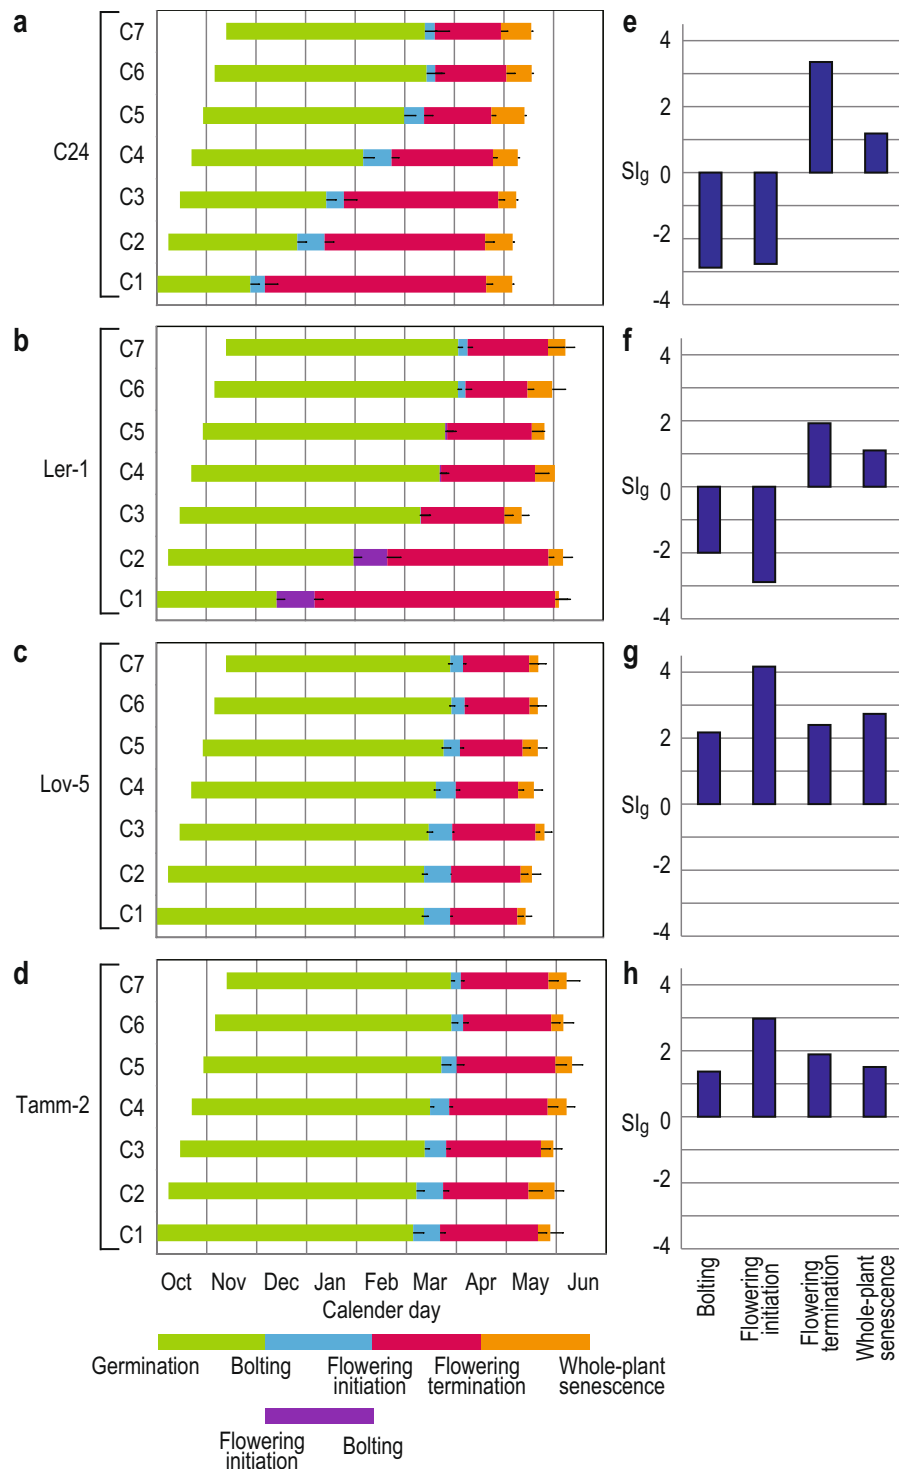 a
C24
C7
C6
C5
C4
C3
C2
C1
e
4
2
SIg 0
-2
-4
b
Ler-1
C7
C6
C5
C4
C3
C2
C1
f
4
2
SIg 0
-2
-4
c
Lov-5
C7
C6
C5
C4
C3
C2
C1
g
4
2
SIg 0
-2
-4
d
Tamm-2
C7
C6
C5
C4
C3
C2
C1
h
4
2
SIg 0
-2
-4
Oct Nov Dec Jan Feb Mar Apr May Jun
Calender day
Bolting
Flowering
initiation
Flowering
termination
Whole-plant
senescence
Germination
Bolting
Flowering
initiation
Flowering
termination
Whole-plant
senescence
Flowering
initiation
Bolting